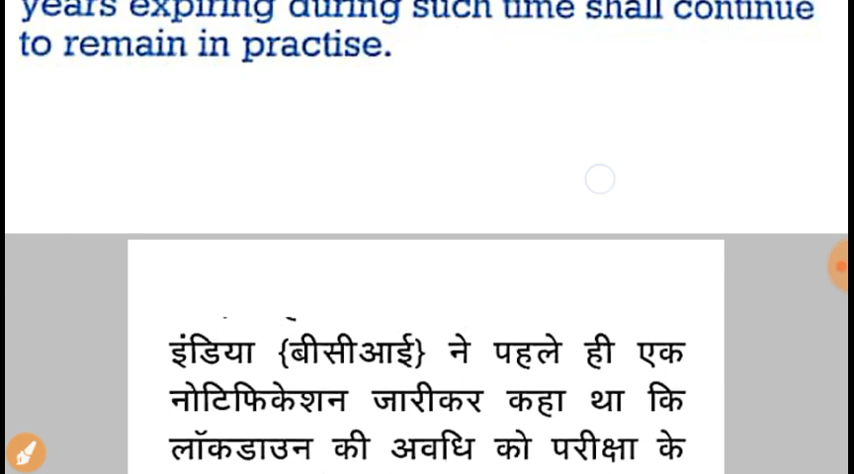 years expiring during such time shall continue
to remain in practise.
इंडिया {बीसीआई} ने पहले ही एक
नोटिफिकेशन जारीकर कहा था कि
लॉकडाउन की अवधि को परीक्षा के